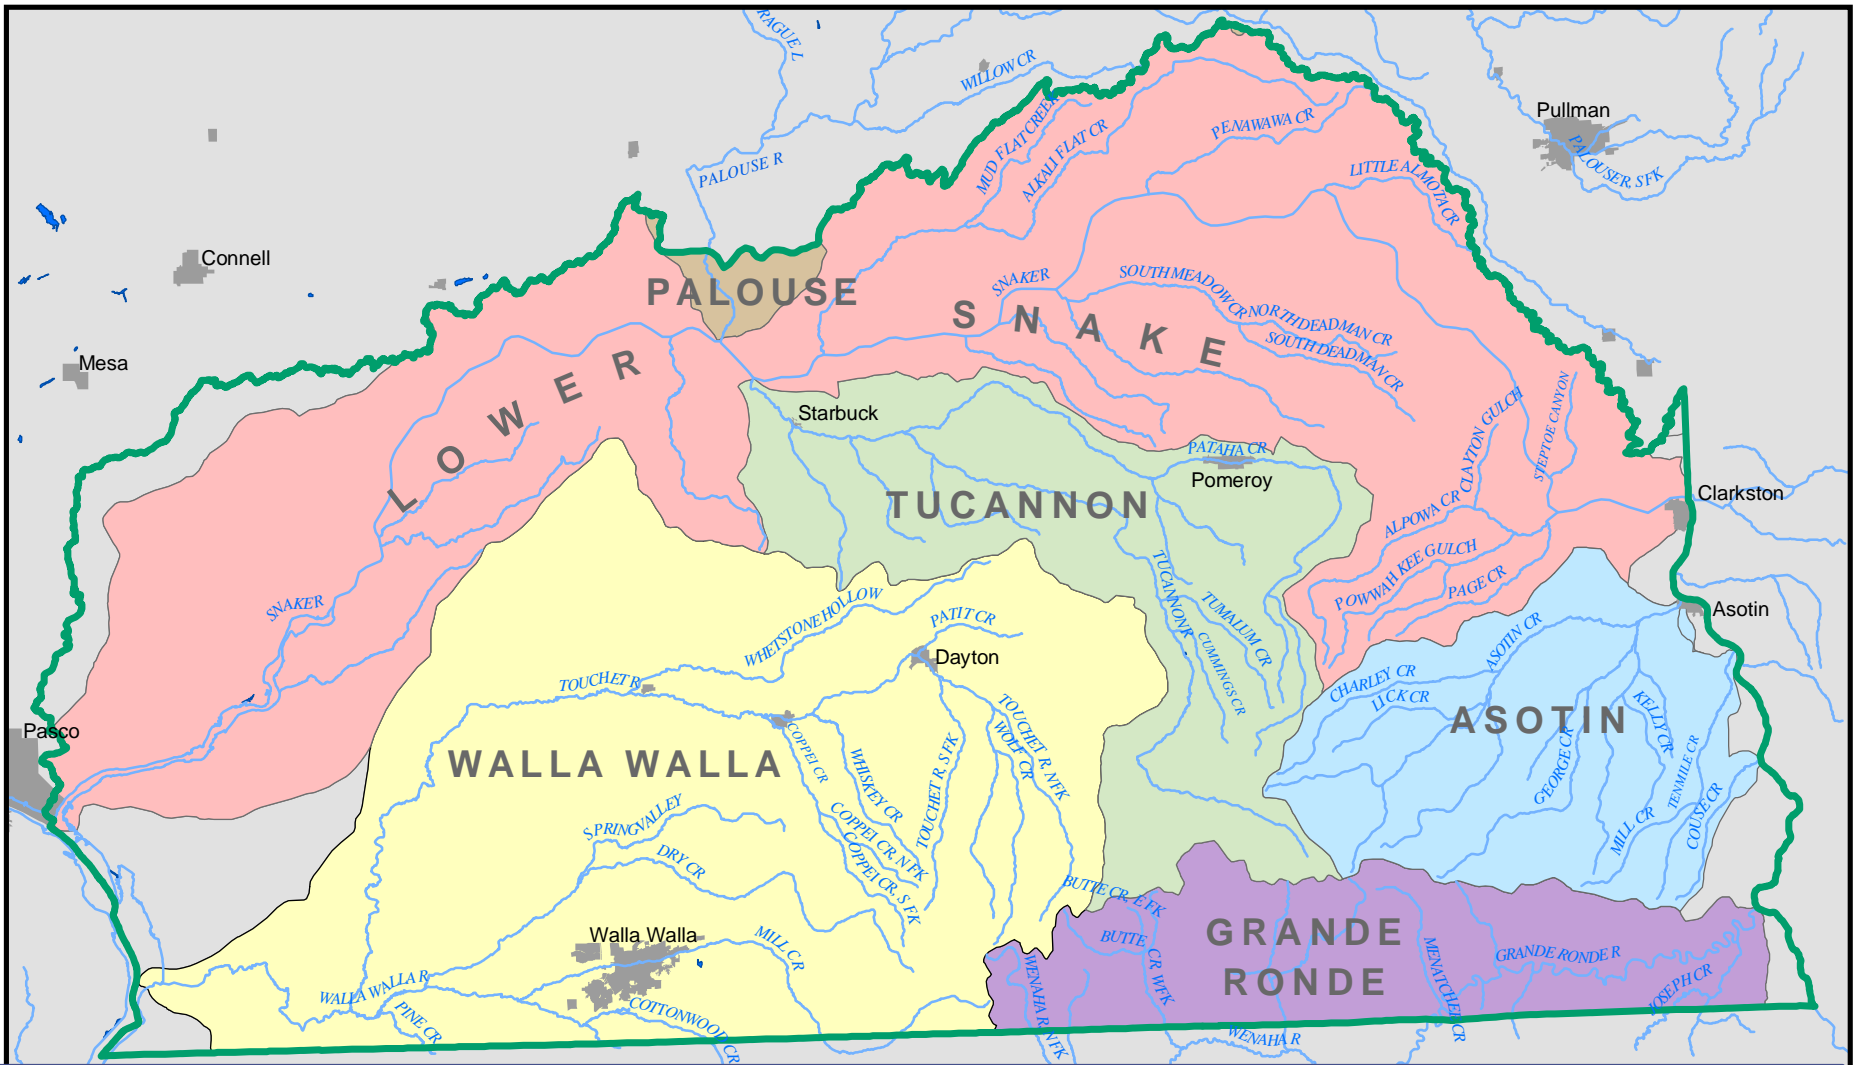 RAGUE L
WILLOW CR
Pullman
PALOUSE R, SFK
PALOUSE R
MUD FLAT CREEK
ALKALI FLAT CR
PENAWAWA CR
LITTLE ALMOTA CR
Connell
PALOUSE
LOWER
SNAKE
SNAKE R
SOUTH MEADOW CR
NORTH DEADMAN CR
SOUTH DEADMAN CR
Mesa
Starbuck
PATAHA CR
Pomeroy
CLAYTON GULCH
STEPTOE CANYON
TUCANNON
ALPOWA CR
Clarkston
POWWAH KEE GULCH
PAGE CR
SNAKE R
TUCANNON R
TUMALUM CR
CUMMINGS CR
WHETSTONE HOLLOW
PATIT CR
Dayton
ASOTIN CR
Asotin
TOUCHET R
CHARLEY CR
LICK CR
ASOTIN
Pasco
WALLA WALLA
COPPEI CR
WHISKEY CR
TOUCHET R, S FK
WOLF CR
TOUCHET R, NFK
GEORGE CR
KELLY CR
TENMILE CR
MILL CR
COUSE CR
SPRING VALLEY
DRY CR
COPPEI CR, N FK
COPPEI CR, S FK
BUTTE CR, E FK
GRANDE
RONDE
Walla Walla
MILL CR
BUTTE CR WFK
MENATCHEE CR
GRANDE RONDE R
JOSEPH CR
WALLA WALLA R
PINE CR
COTTONWOOD CR
WENAHA R, NFK
WENAHA R